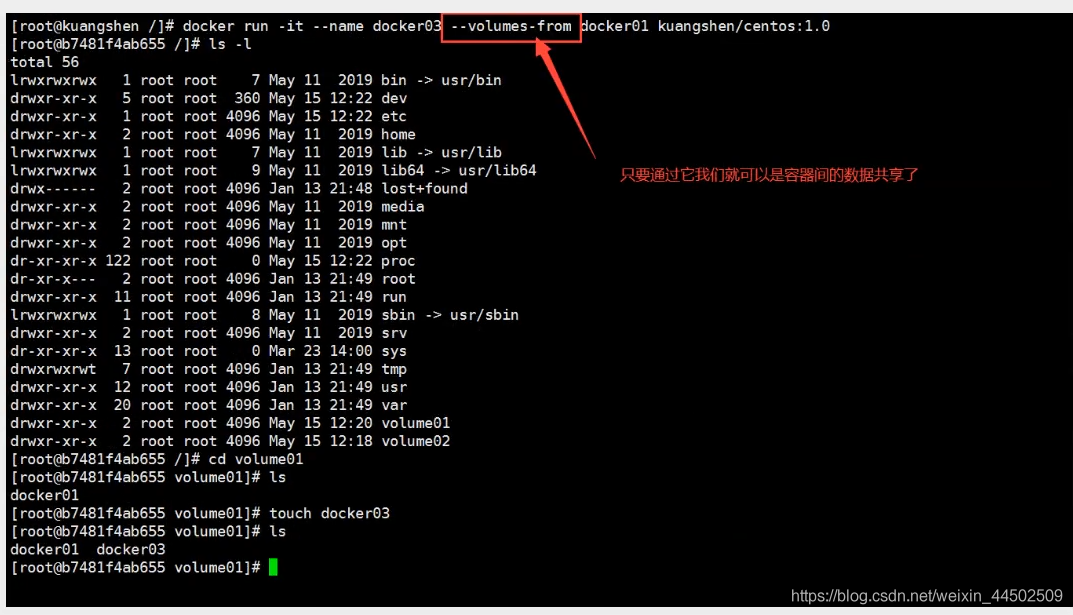 [root@kuangshen /]# docker run -it --name docker03 --volumes-from docker01 kuangshen/centos:1.0
[root@b7481f4ab655 /]# ls -l
total 56
lrwxrwxrwx   1 root root    7 May 11  2019 bin -> usr/bin
drwxr-xr-x   5 root root  360 May 15 12:22 dev
drwxr-xr-x   1 root root 4096 May 15 12:22 etc
drwxr-xr-x   2 root root 4096 May 11  2019 home
lrwxrwxrwx   1 root root    7 May 11  2019 lib -> usr/lib
lrwxrwxrwx   1 root root    9 May 11  2019 lib64 -> usr/lib64
只要通过它我们就可以是容器间的数据共享了
drwx------   2 root root 4096 Jan 13 21:48 lost+found
drwxr-xr-x   2 root root 4096 May 11  2019 media
drwxr-xr-x   2 root root 4096 May 11  2019 mnt
drwxr-xr-x   2 root root 4096 May 11  2019 opt
dr-xr-xr-x 122 root root    0 May 15 12:22 proc
dr-xr-x---   2 root root 4096 Jan 13 21:49 root
drwxr-xr-x  11 root root 4096 Jan 13 21:49 run
lrwxrwxrwx   1 root root    8 May 11  2019 sbin -> usr/sbin
drwxr-xr-x   2 root root 4096 May 11  2019 srv
dr-xr-xr-x  13 root root    0 Mar 23 14:00 sys
drwxrwxrwt   7 root root 4096 Jan 13 21:49 tmp
drwxr-xr-x  12 root root 4096 Jan 13 21:49 usr
drwxr-xr-x  20 root root 4096 Jan 13 21:49 var
drwxr-xr-x   2 root root 4096 May 15 12:20 volume01
drwxr-xr-x   2 root root 4096 May 15 12:18 volume02
[root@b7481f4ab655 /]# cd volume01
[root@b7481f4ab655 volume01]# ls
docker01
[root@b7481f4ab655 volume01]# touch docker03
[root@b7481f4ab655 volume01]# ls
docker01  docker03
[root@b7481f4ab655 volume01]#
https://blog.csdn.net/weixin_44502509